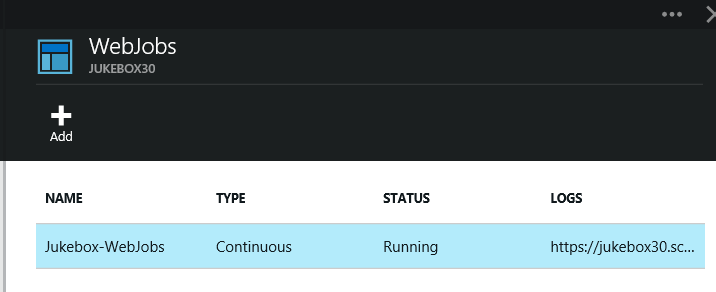 WebJobs
JUKEBOX30
Add
NAME TYPE STATUS LOGS
Jukebox-WebJobs Continuous Running https://jukebox30.sc...